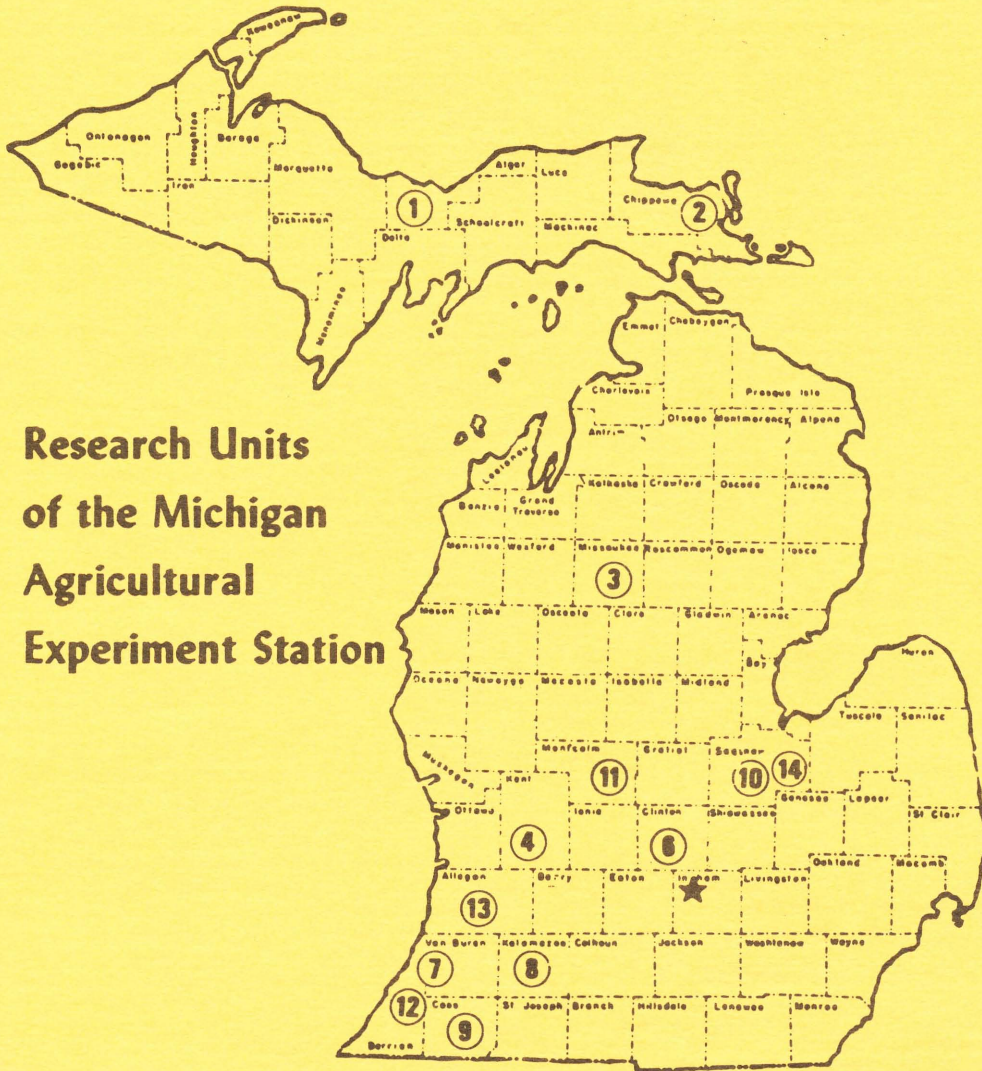 Keweenaw
Ontonagon
Houghton
Baraga
Gogebic
Marquette
Iron
Alger
Luce
Chippewa
1
2
Dickinson
Schoolcraft
Mackinac
Delta
Menominee
Emmet
Cheboygan
Charlevoix
Presque Isle
Research Units
of the Michigan
Agricultural
Experiment Station
Antrim
Otsego
Montmorency
Alpena
Leelanau
Kalkaska
Crawford
Oscoda
Alcona
Benzie
Grand
Traverse
Manistee
Wexford
Missaukee
Roscommon
Ogemaw
Iosco
3
Mason
Lake
Osceola
Clare
Gladwin
Arenac
Huron
Bay
Oceana
Newaygo
Mecosta
Isabella
Midland
Tuscola
Sanilac
Muskegon
Montcalm
Gratiot
Saginaw
11
10
14
Kent
Genesee
Lapeer
Ottawa
Ionia
Clinton
Shiawassee
St Clair
4
6
Oakland
Macomb
Allegan
Barry
Eaton
Ingham
Livingston
13
Van Buren
Kalamazoo
Calhoun
Jackson
Washtenaw
Wayne
7
8
12
Cass
St Joseph
Branch
Hillsdale
Lenawee
Monroe
9
Berrien